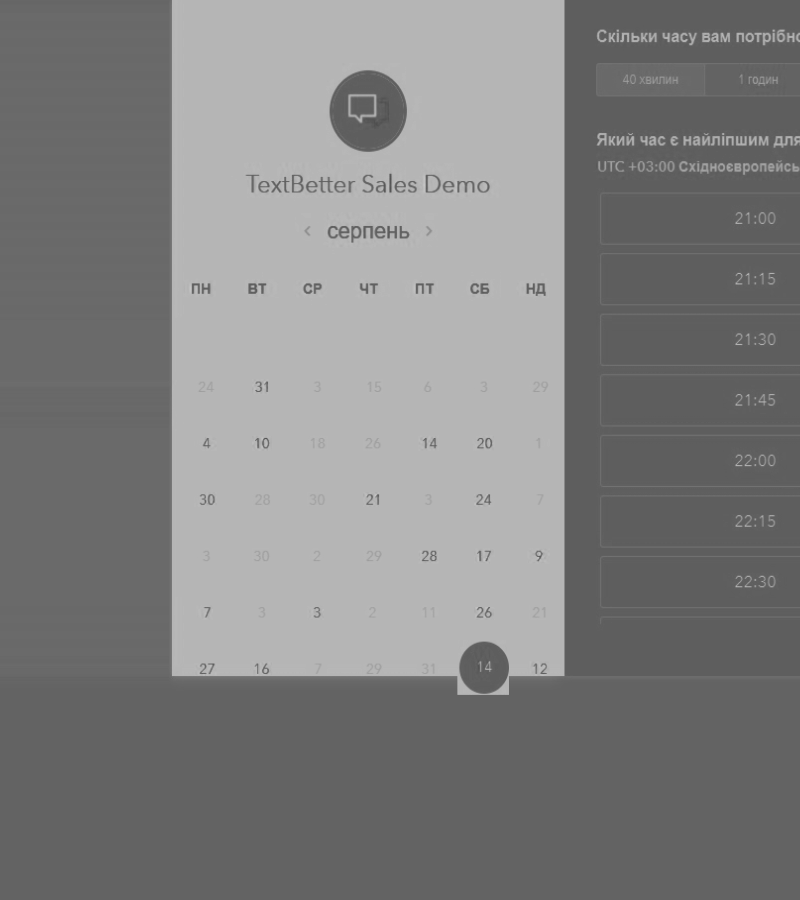 TextBetter Sales Demo
‹ серпень ›
ПН ВТ СР ЧТ ПТ СБ НД
24 31 3 15 6 3 29
4 10 18 26 14 20 1
30 28 30 21 3 24 7
3 30 2 29 28 17 9
7 3 3 2 11 26 21
27 16 7 29 31 14 12
Скільки часу вам потрібно
40 хвилин 1 годин
Який час є найліпшим для
UTC +03:00 Східноєвропейсь
21:00
21:15
21:30
21:45
22:00
22:15
22:30